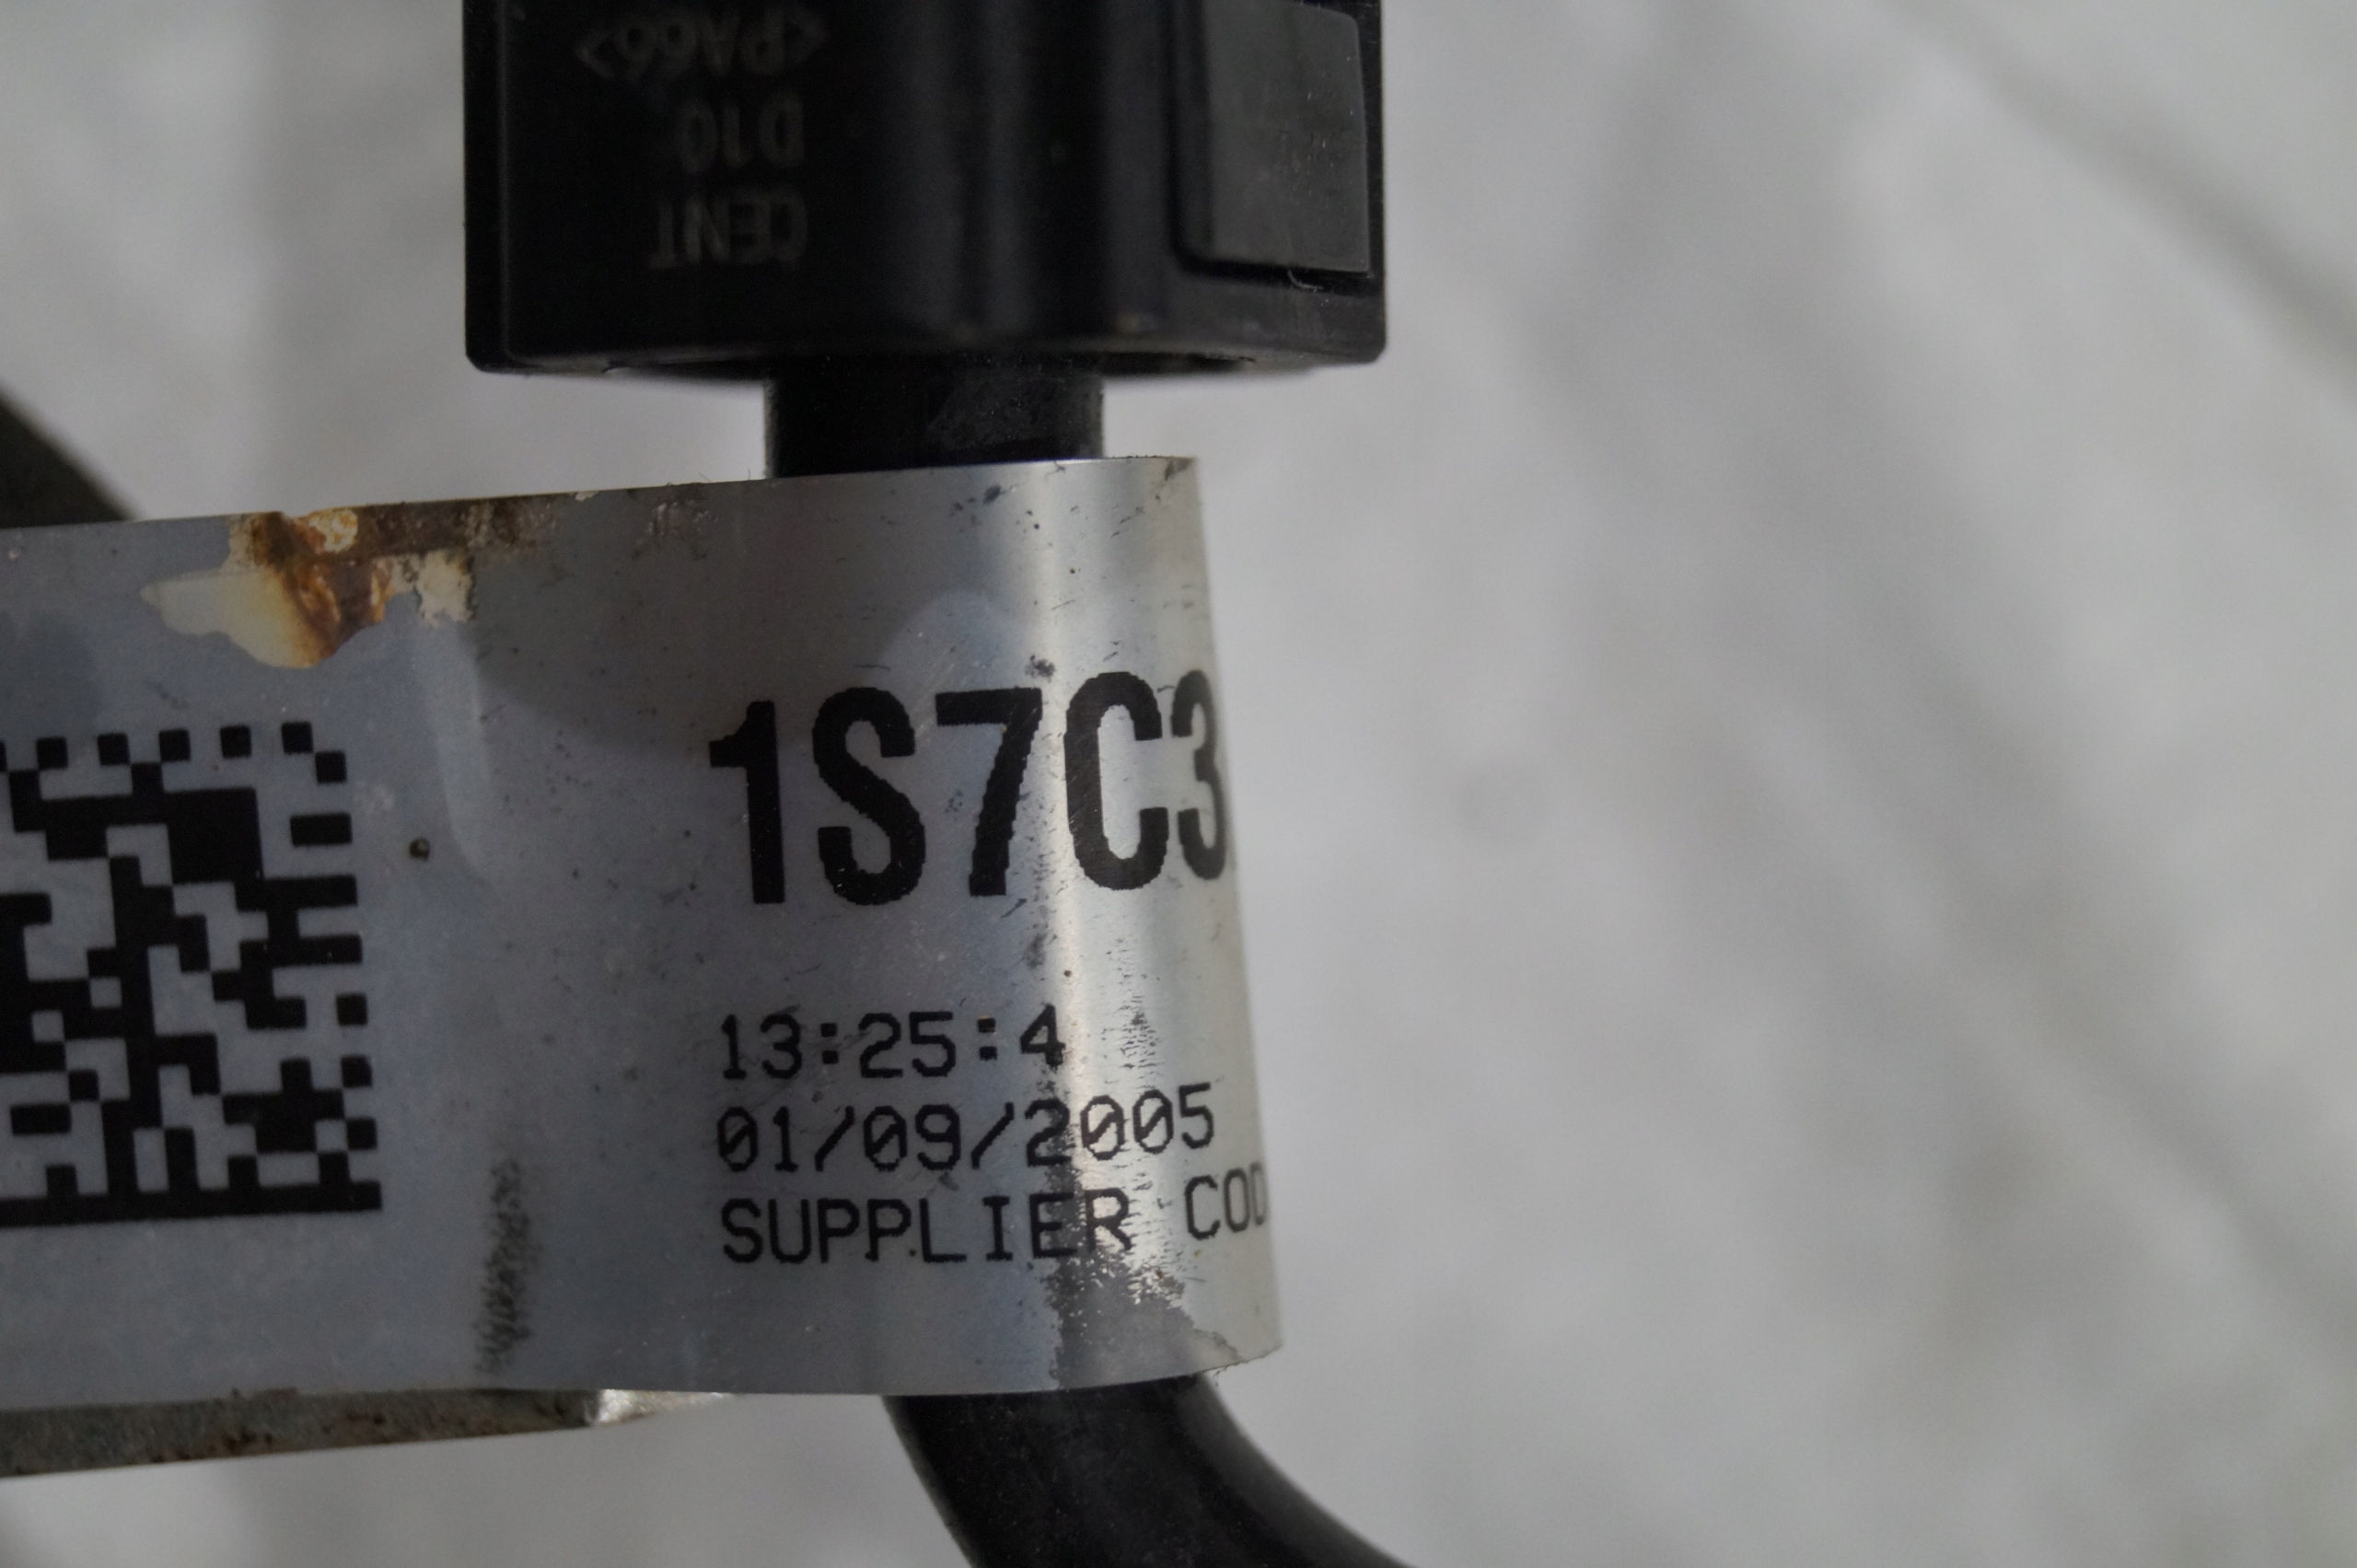 <PA66>
D10
CENT
1S7C3
13:25:4
01/09/2005
SUPPLIER COD